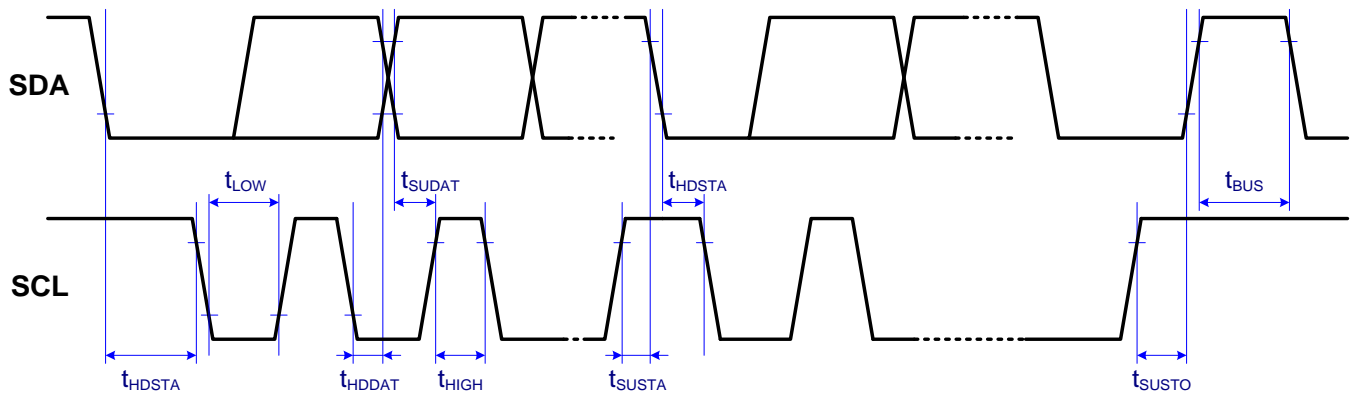 SDA
tLOW
tSUDAT
tHDSTA
tBUS
SCL
tHDSTA
tHDDAT
tHIGH
tSUSTA
tSUSTO